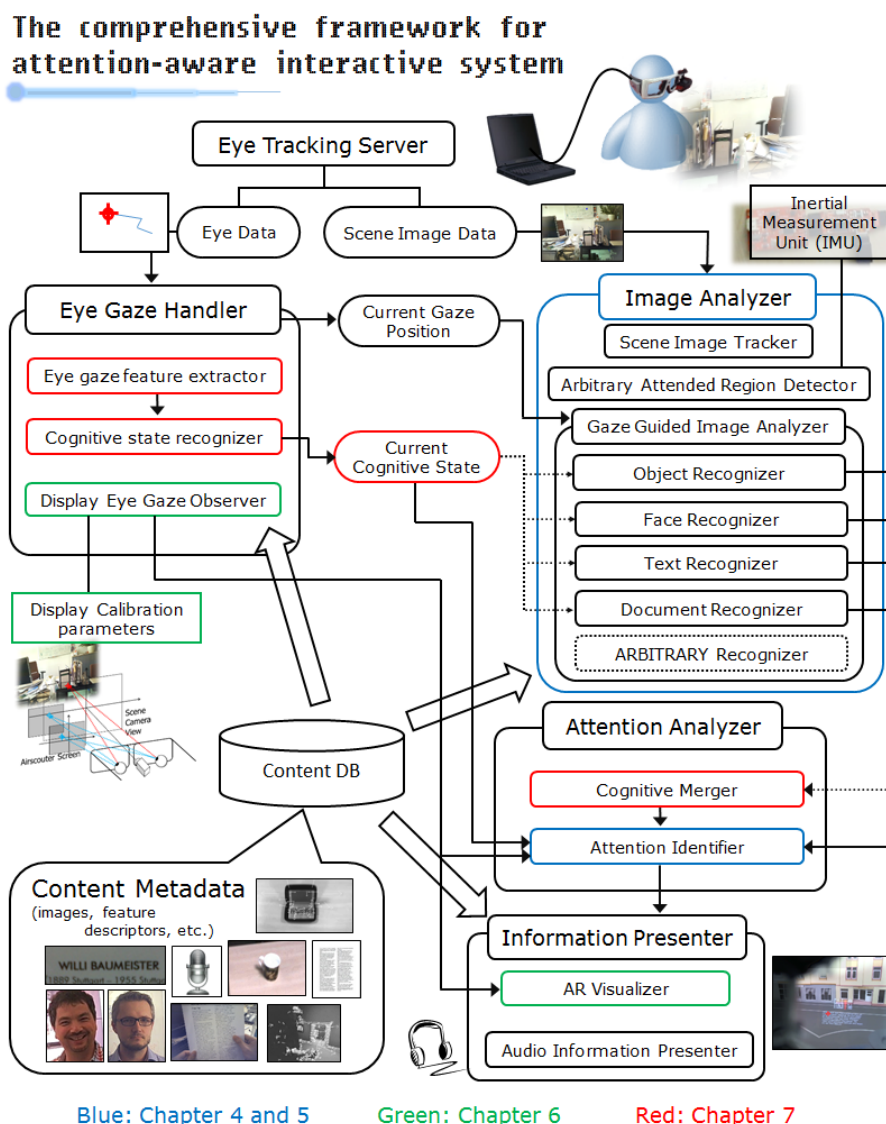 The comprehensive framework for
attention-aware interactive system
Eye Tracking Server
Eye Data
Scene Image Data
Inertial
Measurement
Unit (IMU)
Eye Gaze Handler
Eye gaze feature extractor
Cognitive state recognizer
Display Eye Gaze Observer
Current Gaze
Position
Current
Cognitive State
Image Analyzer
Scene Image Tracker
Arbitrary Attended Region Detector
Gaze Guided Image Analyzer
Object Recognizer
Face Recognizer
Text Recognizer
Document Recognizer
ARBITRARY Recognizer
Display Calibration
parameters
Scene
Camera
View
Airscouter Screen
Content DB
Attention Analyzer
Cognitive Merger
Attention Identifier
Content Metadata
(images, feature
descriptors, etc.)
WILLI BAUMEISTER
1889 Stuttgart - 1955 Stuttg
Information Presenter
AR Visualizer
Audio Information Presenter
Blue: Chapter 4 and 5
Green: Chapter 6
Red: Chapter 7